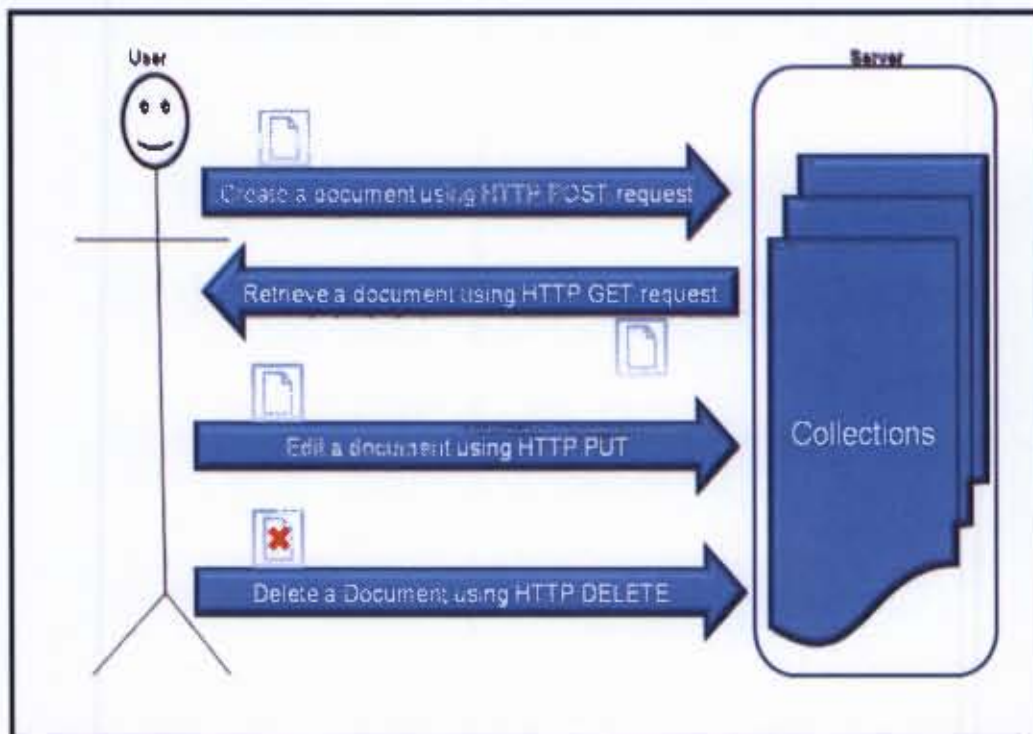 User
Server
Create a document using HTTP POST request
Retrieve a document using HTTP GET request
Edit a document using HTTP PUT
Delete a Document using HTTP DELETE
Collections